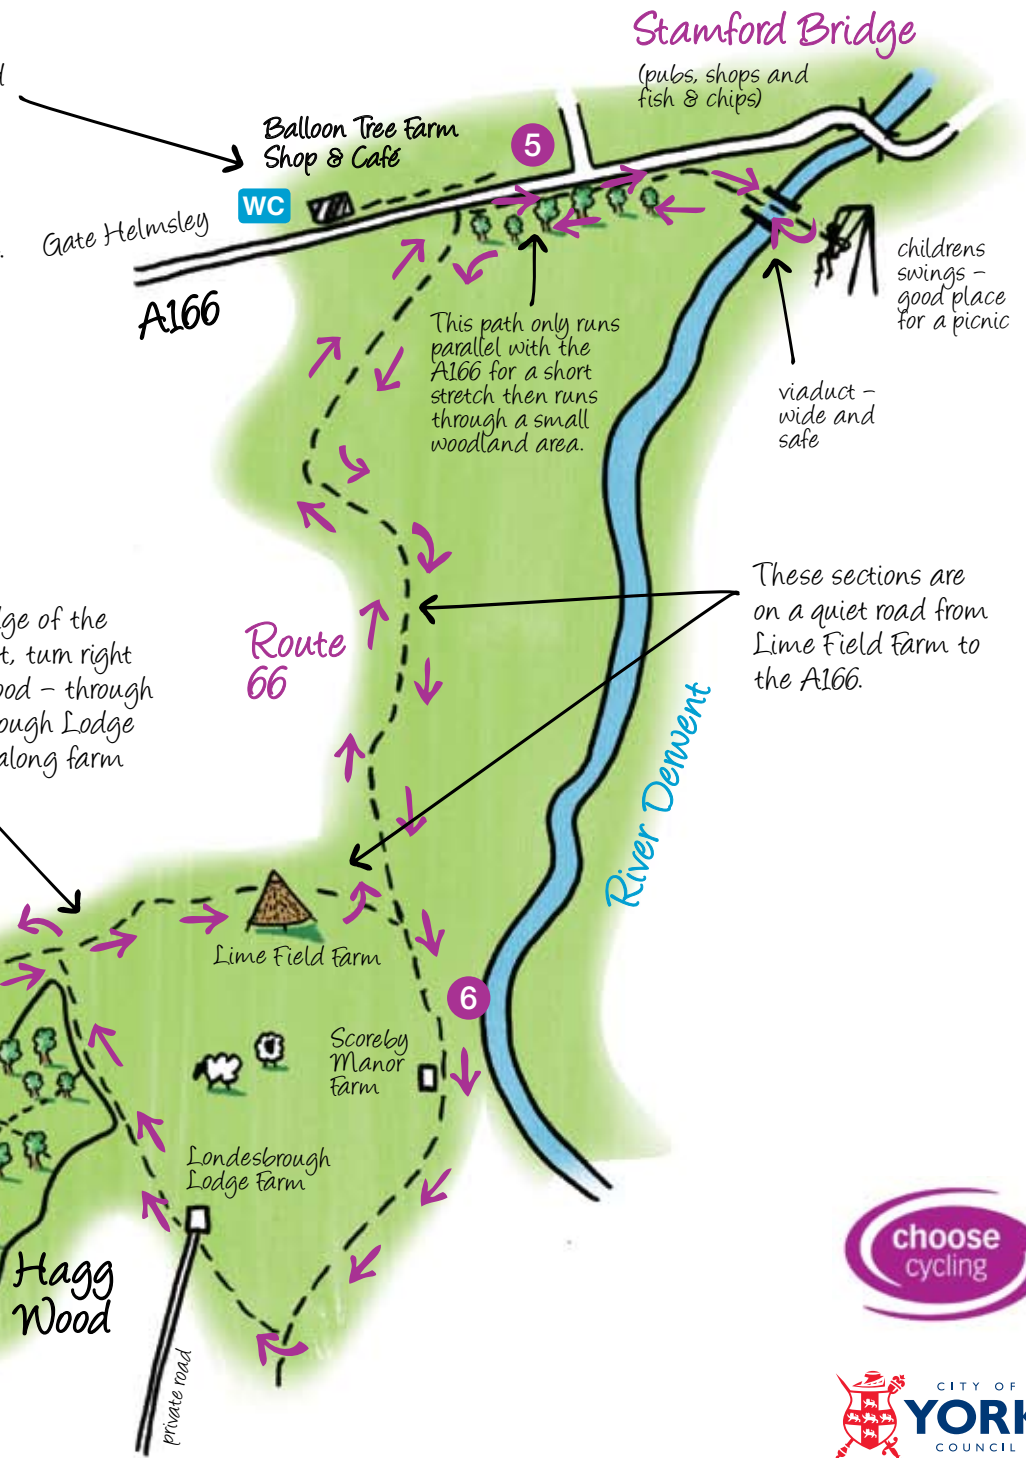 Stamford Bridge
(pubs, shops and
fish & chips)
Balloon Tree Farm
Shop & Café
5
WC
Gate Helmsley
A166
childrens
swings –
good place
for a picnic
This path only runs
parallel with the
A166 for a short
stretch then runs
through a small
woodland area.
viaduct –
wide and
safe
These sections are
on a quiet road from
Lime Field Farm to
the A166.
of the
turn right
through
Lodge
along farm
Route
66
River Derwent
Lime Field Farm
6
Scoreby
Manor
Farm
Londesbrough
Lodge Farm
Hagg
Wood
private road
choose
cycling
CITY OF
YORK
COUNCIL